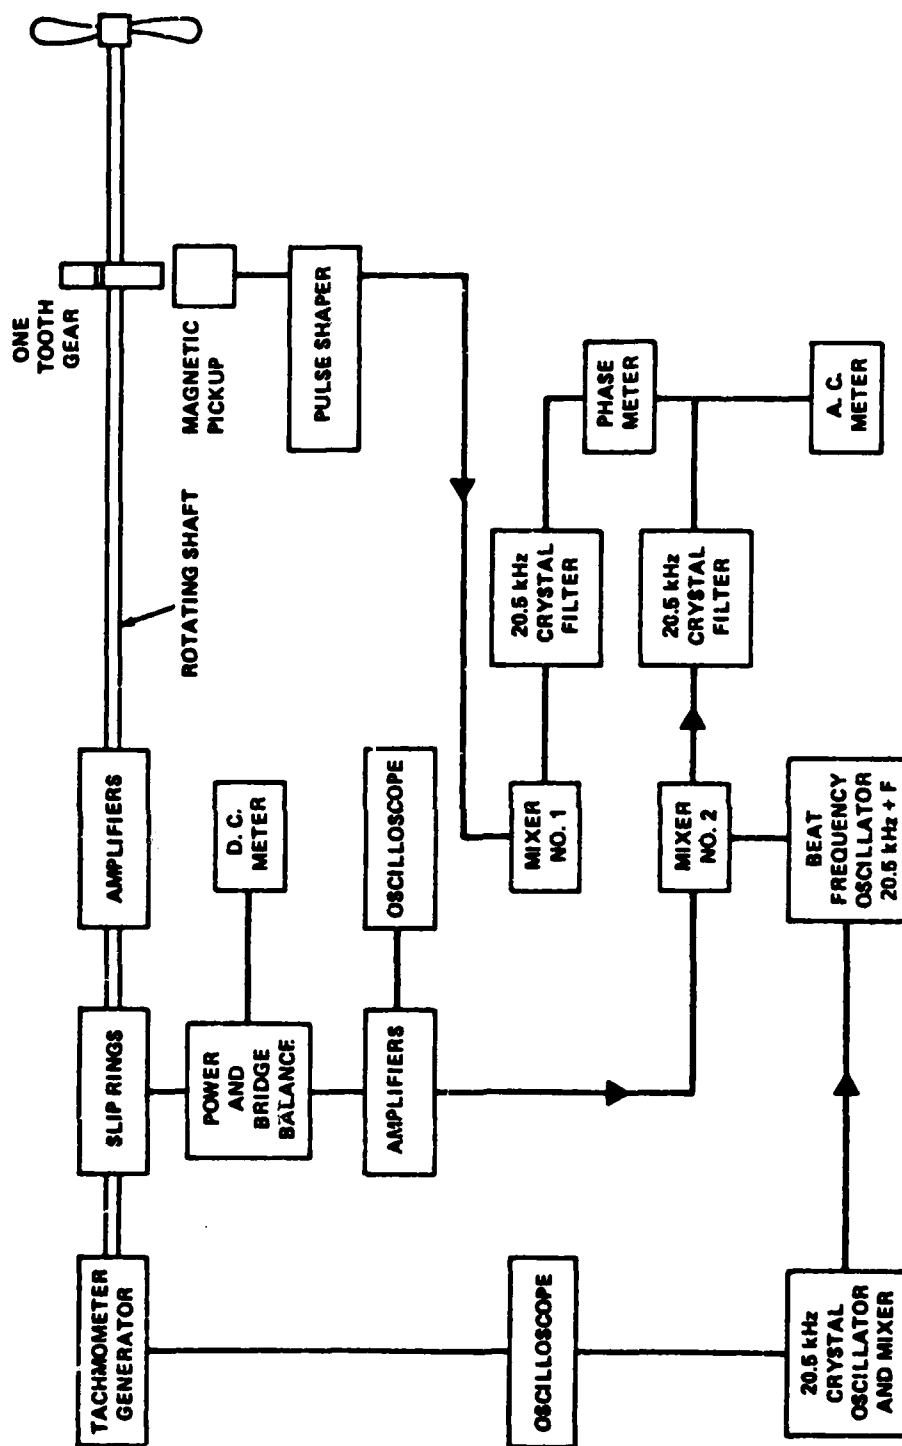 TACHMOMETER
GENERATOR
SLIP RINGS
AMPLIFIERS
ROTATING SHAFT
ONE
TOOTH
GEAR
MAGNETIC
PICKUP
POWER
AND
BRIDGE
BALANCE
D. C.
METER
PULSE SHAPER
AMPLIFIERS
OSCILLOSCOPE
OSCILLOSCOPE
MIXER
NO. 1
20.5 kHz
CRYSTAL
FILTER
PHASE
METER
MIXER
NO. 2
20.5 kHz
CRYSTAL
FILTER
20.5 kHz
CRYSTAL
OSCILLATOR
AND MIXER
BEAT
FREQUENCY
OSCILLATOR
20.5 kHz + F
A. C.
METER